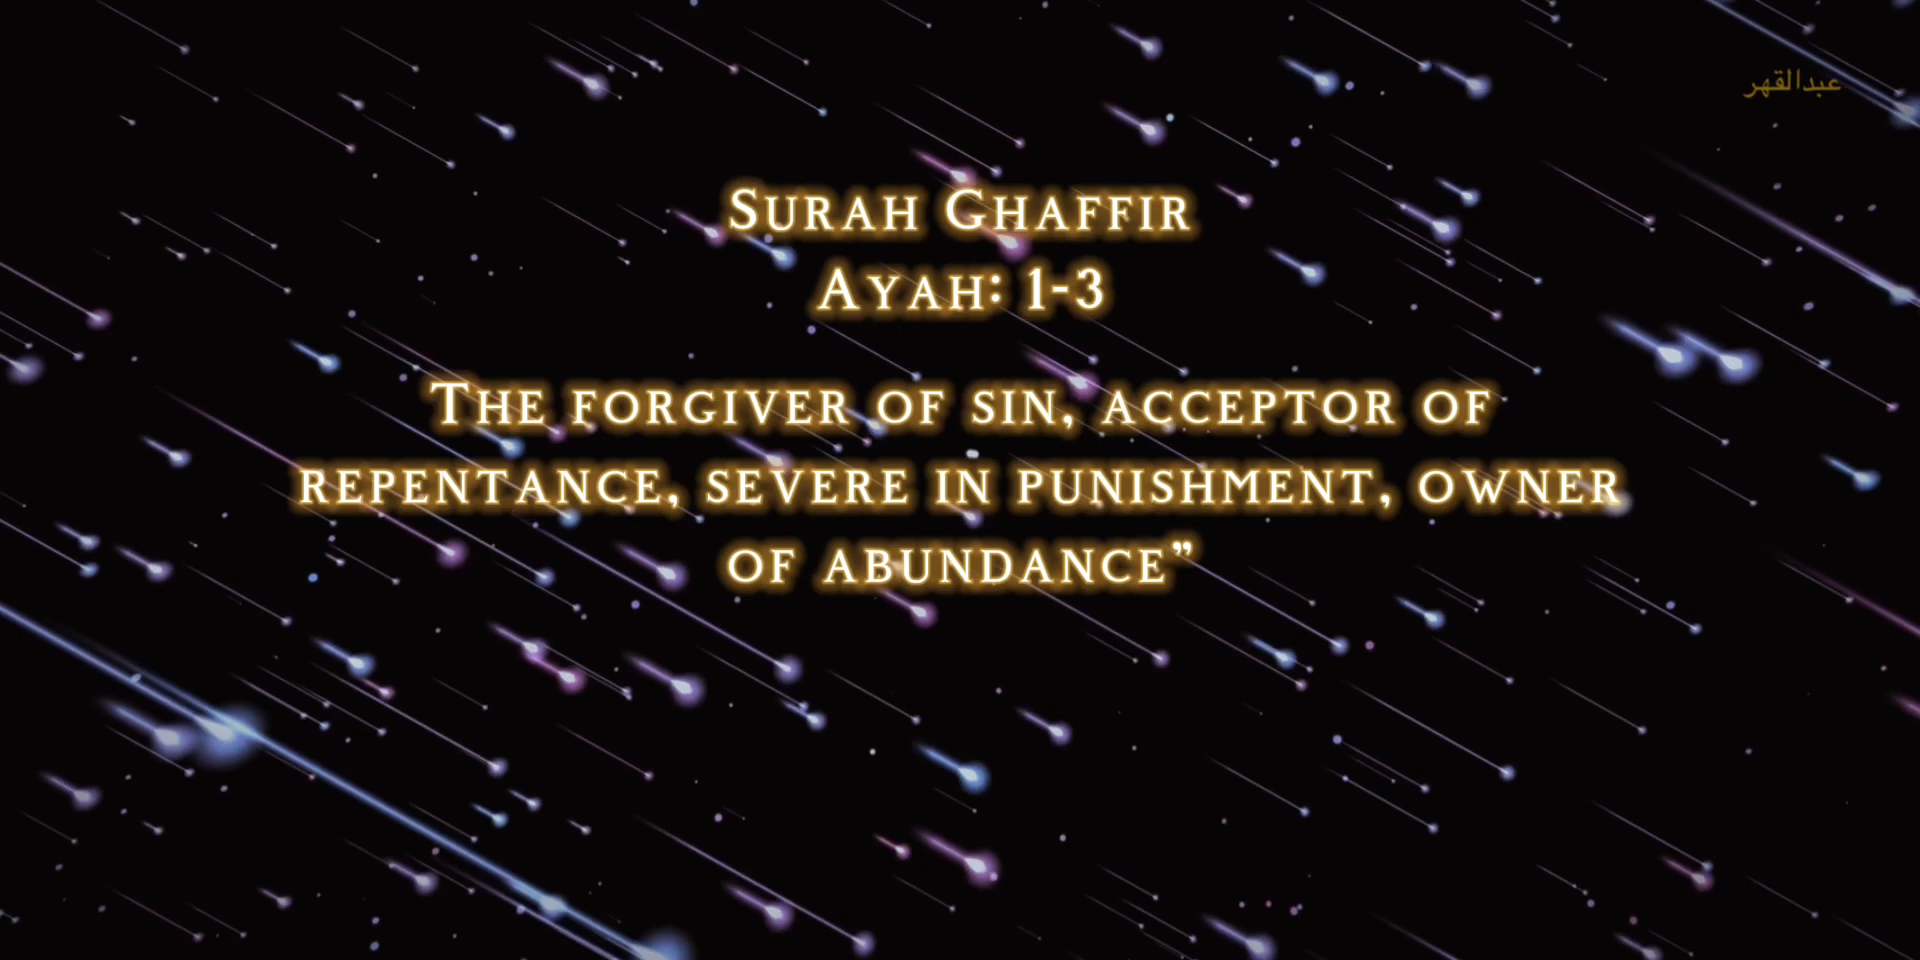 عبدالقهر
Surah Ghaffir
Ayah: 1-3
The forgiver of sin, acceptor of
repentance, severe in punishment, owner
of abundance”